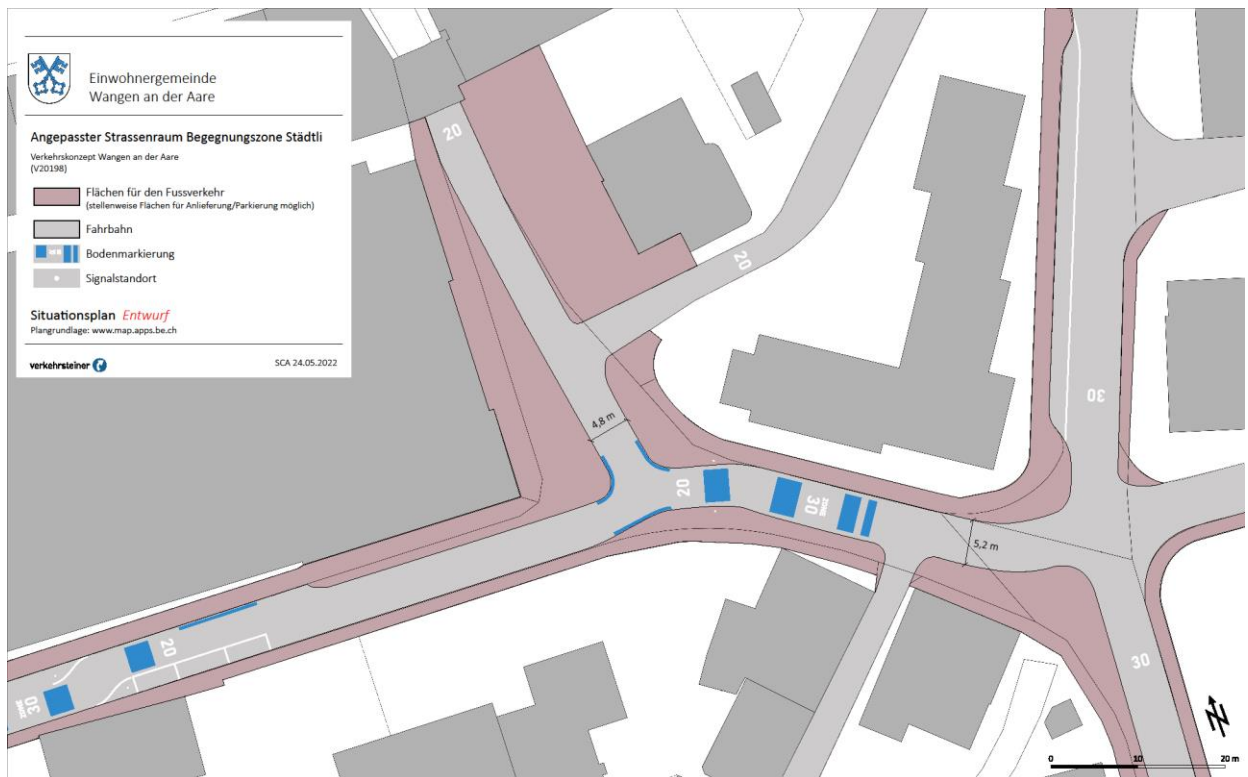 Einwohnergemeinde
Wangen an der Aare
Angepasster Strassenraum Begegnungszone Städtli
Verkehrskonzept Wangen an der Aare
(V20198)
Flächen für den Fussverkehr
(stellenweise Flächen für Anlieferung/Parkierung möglich)
Fahrbahn
Bodenmarkierung
Signalstandort
Situationsplan Entwurf
Plangrundlage: www.map.apps.be.ch
verkehrsteiner SCA 24.05.2022
20
20
30
4,8 m
20
ZONE
30
5,2 m
20
ZONE
30
30
N
0 10 20 m